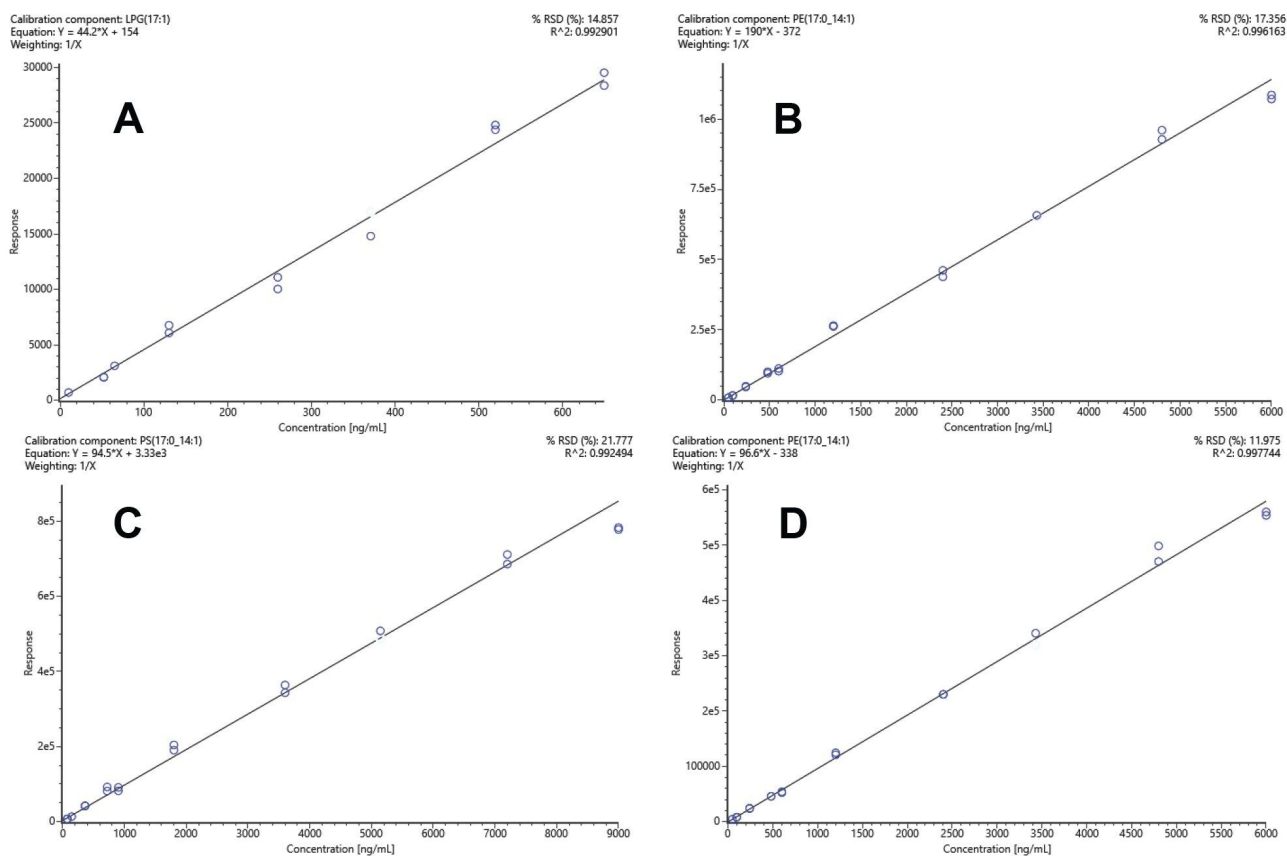 Calibration component: LPG(17:1)
Equation: Y = 44.2*X + 154
Weighting: 1/X
% RSD (%): 14.857
R^2: 0.992901
A
30000
25000
20000
15000
10000
5000
0
Response
0 100 200 300 400 500 600
Concentration [ng/mL]
Calibration component: PE(17:0_14:1)
Equation: Y = 190*X - 372
Weighting: 1/X
% RSD (%): 17.356
R^2: 0.996163
B
1e6
7.5e5
5e5
2.5e5
0
Response
0 500 1000 1500 2000 2500 3000 3500 4000 4500 5000 5500 6000
Concentration [ng/mL]
Calibration component: PS(17:0_14:1)
Equation: Y = 94.5*X + 3.33e3
Weighting: 1/X
% RSD (%): 21.777
R^2: 0.992494
C
8e5
6e5
4e5
2e5
0
Response
0 1000 2000 3000 4000 5000 6000 7000 8000 9000
Concentration [ng/mL]
Calibration component: PE(17:0_14:1)
Equation: Y = 96.6*X - 338
Weighting: 1/X
% RSD (%): 11.975
R^2: 0.997744
D
6e5
5e5
4e5
3e5
2e5
100000
0
Response
0 500 1000 1500 2000 2500 3000 3500 4000 4500 5000 5500 6000
Concentration [ng/mL]